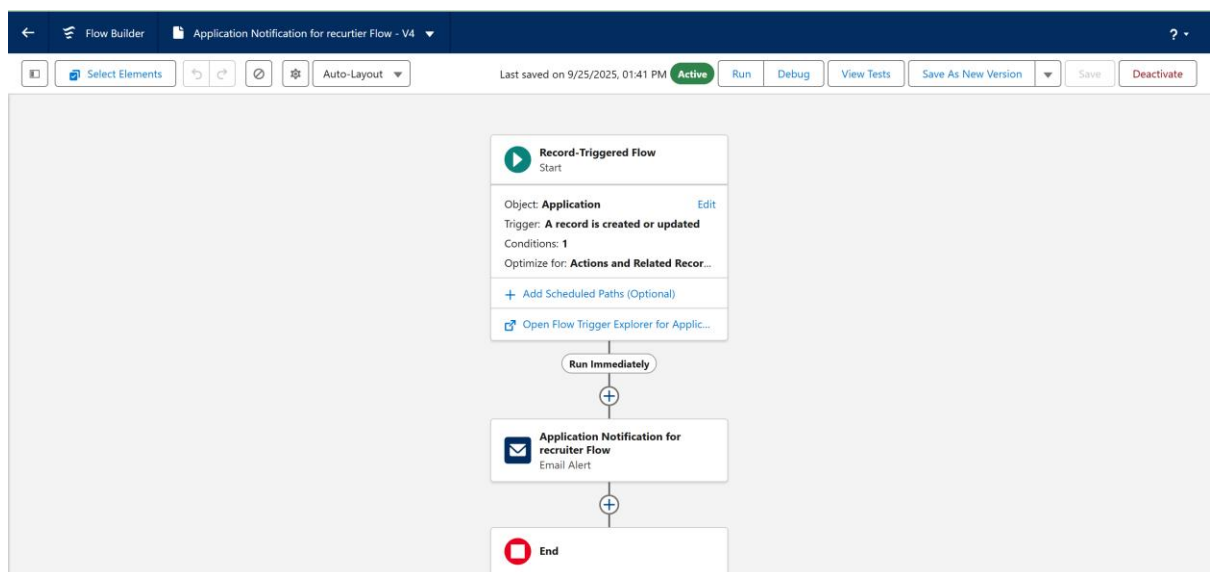 Flow Builder
Application Notification for recurtier Flow - V4
?
Select Elements
Auto-Layout
Last saved on 9/25/2025, 01:41 PM
Active
Run
Debug
View Tests
Save As New Version
Save
Deactivate
Record-Triggered Flow
Start
Object: Application
Edit
Trigger: A record is created or updated
Conditions: 1
Optimize for: Actions and Related Recor...
+ Add Scheduled Paths (Optional)
Open Flow Trigger Explorer for Applic...
Run Immediately
Application Notification for
recruiter Flow
Email Alert
End